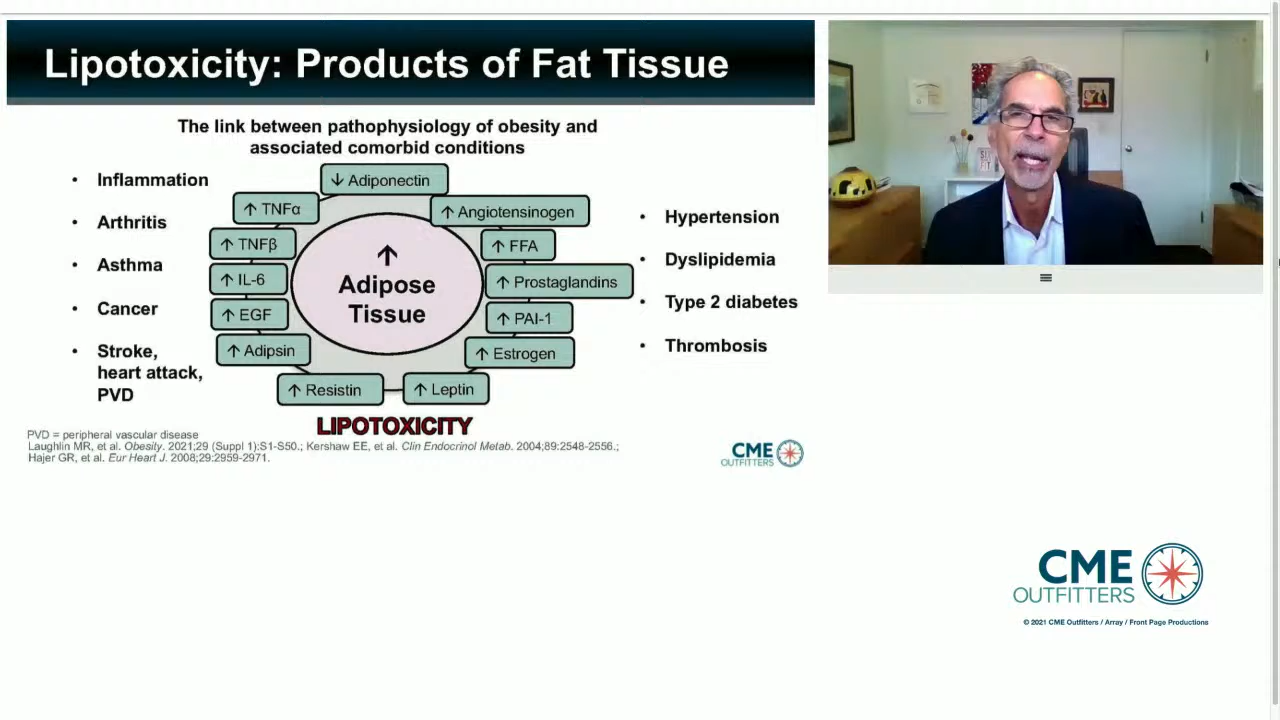 Lipotoxicity: Products of Fat Tissue
The link between pathophysiology of obesity and
associated comorbid conditions
• Inflammation
• Arthritis
• Asthma
• Cancer
• Stroke,
heart attack,
PVD
↓ Adiponectin
↑ TNFα
↑ Angiotensinogen
↑ TNFβ
↑ FFA
↑ IL-6
↑ Prostaglandins
↑ EGF
↑ PAI-1
↑ Adipsin
↑ Estrogen
↑ Resistin
↑ Leptin
↑
Adipose
Tissue
LIPOTOXICITY
• Hypertension
• Dyslipidemia
• Type 2 diabetes
• Thrombosis
PVD = peripheral vascular disease
Laughlin MR, et al. Obesity. 2021;29 (Suppl 1):S1-S50.; Kershaw EE, et al. Clin Endocrinol Metab. 2004;89:2548-2556.;
Hajer GR, et al. Eur Heart J. 2008;29:2959-2971.
CME
OUTFITTERS
CME
OUTFITTERS
© 2021 CME Outfitters / Array / Front Page Productions